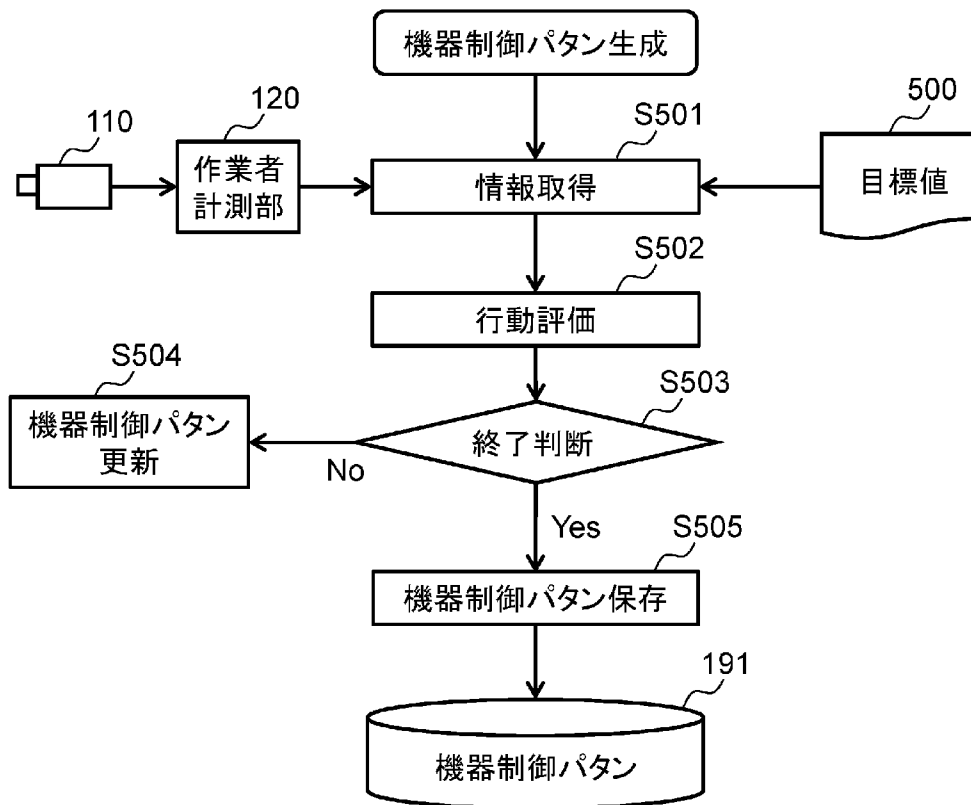 機器制御パタン生成
110
120
作業者
計測部
S501
情報取得
500
目標値
S502
行動評価
S503
終了判断
No
Yes
S504
機器制御パタン
更新
S505
機器制御パタン保存
191
機器制御パタン